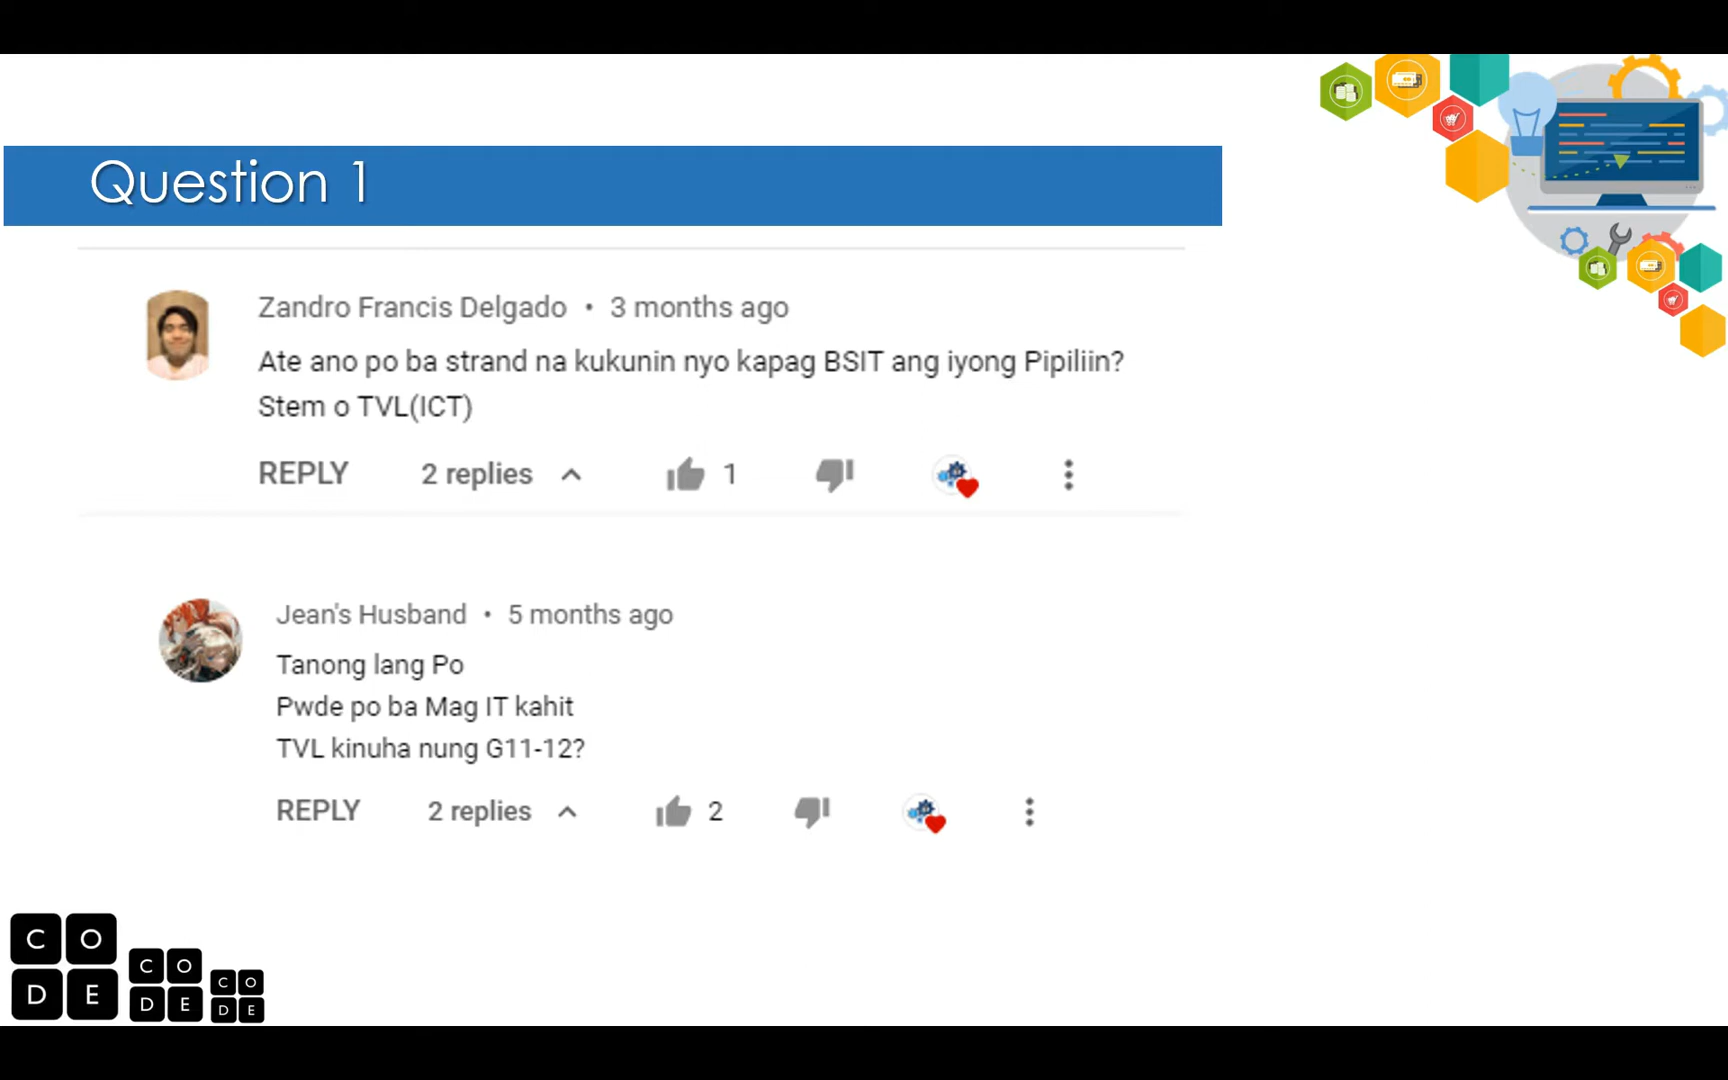 Question 1
Zandro Francis Delgado • 3 months ago
Ate ano po ba strand na kukunin nyo kapag BSIT ang iyong Pipiliin?
Stem o TVL(ICT)
REPLY 2 replies 1
Jean's Husband • 5 months ago
Tanong lang Po
Pwde po ba Mag IT kahit
TVL kinuha nung G11-12?
REPLY 2 replies 2
C O
D E
C O
D E
C O
D E